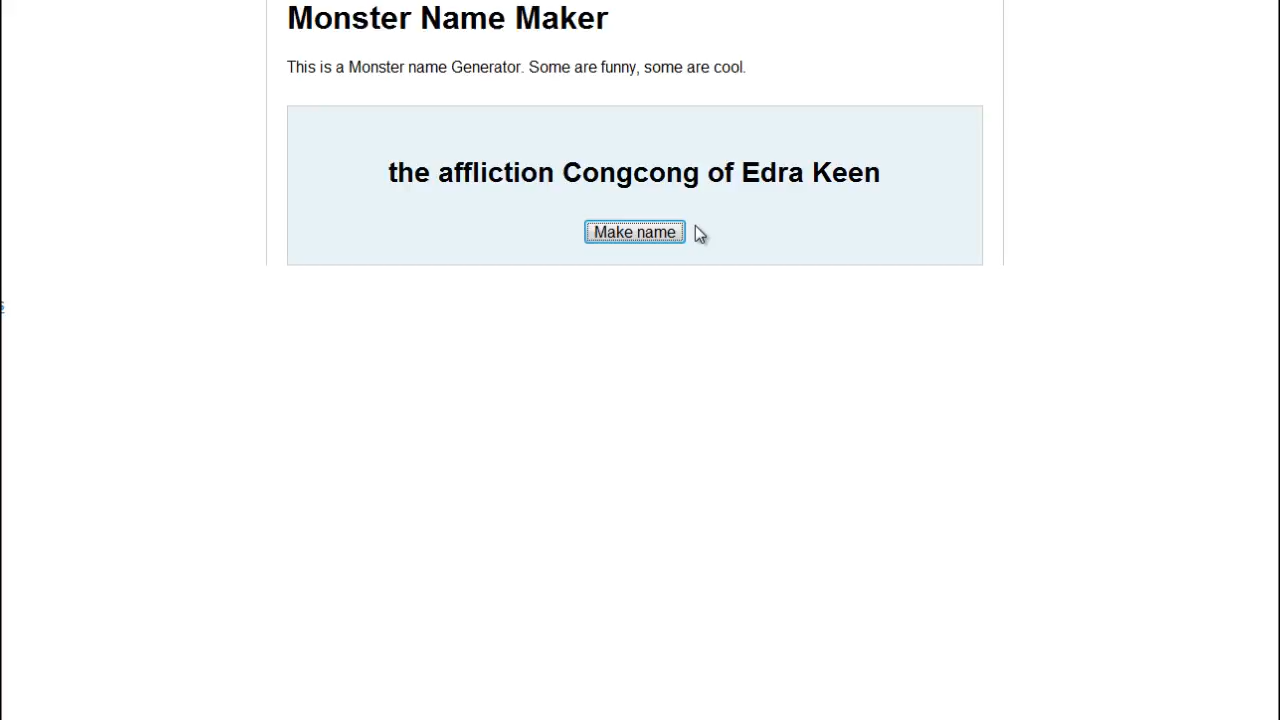 Monster Name Maker
This is a Monster name Generator. Some are funny, some are cool.
the affliction Congcong of Edra Keen
Make name